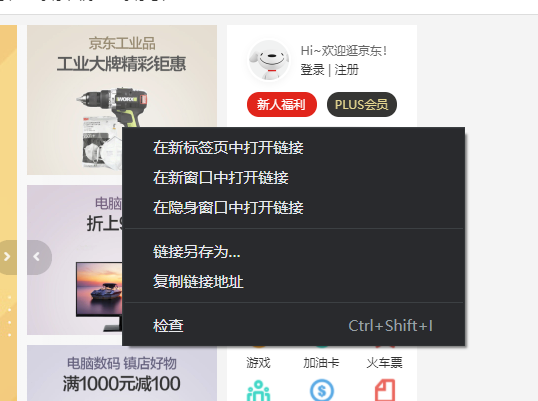 京东工业品
工业大牌精彩钜惠
WORX
Hi~欢迎逛京东!
登录 | 注册
新人福利
PLUS会员
在新标签页中打开链接
在新窗口中打开链接
在隐身窗口中打开链接
链接另存为...
复制链接地址
检查 Ctrl+Shift+I
电脑
折上
电脑数码 镇店好物
满1000元减100
游戏 加油卡 火车票